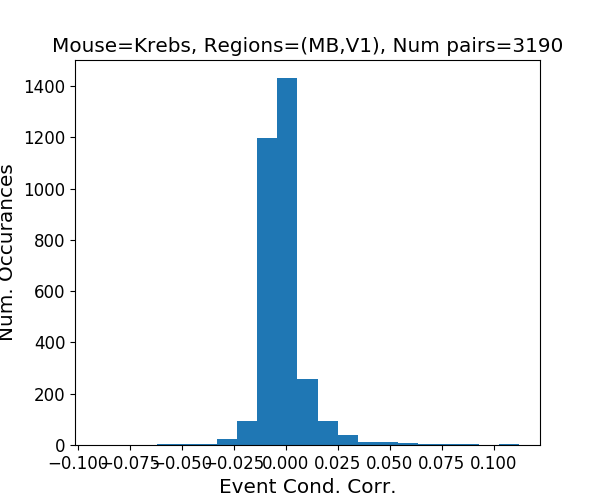 Mouse=Krebs, Regions=(MB,V1), Num pairs=3190
Num. Occurances
1400
1200
1000
800
600
400
200
0
−0.100 −0.075 −0.050 −0.025 0.000 0.025 0.050 0.075 0.100
Event Cond. Corr.